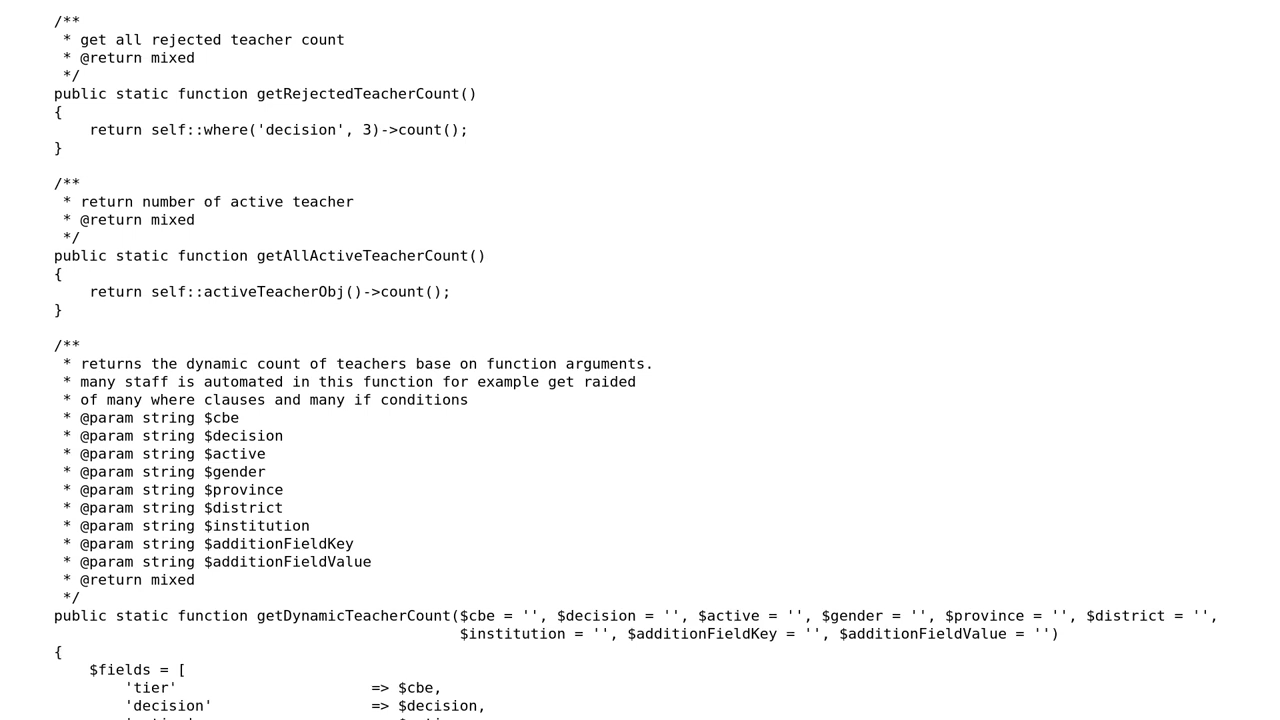 /**
 * get all rejected teacher count
 * @return mixed
 */
public static function getRejectedTeacherCount()
{
    return self::where('decision', 3)->count();
}

/**
 * return number of active teacher
 * @return mixed
 */
public static function getAllActiveTeacherCount()
{
    return self::activeTeacherObj()->count();
}

/**
 * returns the dynamic count of teachers base on function arguments.
 * many staff is automated in this function for example get raided
 * of many where clauses and many if conditions
 * @param string $cbe
 * @param string $decision
 * @param string $active
 * @param string $gender
 * @param string $province
 * @param string $district
 * @param string $institution
 * @param string $additionFieldKey
 * @param string $additionFieldValue
 * @return mixed
 */
public static function getDynamicTeacherCount($cbe = '', $decision = '', $active = '', $gender = '', $province = '', $district = '',
                                              $institution = '', $additionFieldKey = '', $additionFieldValue = '')
{
    $fields = [
        'tier'                      => $cbe,
        'decision'                  => $decision,